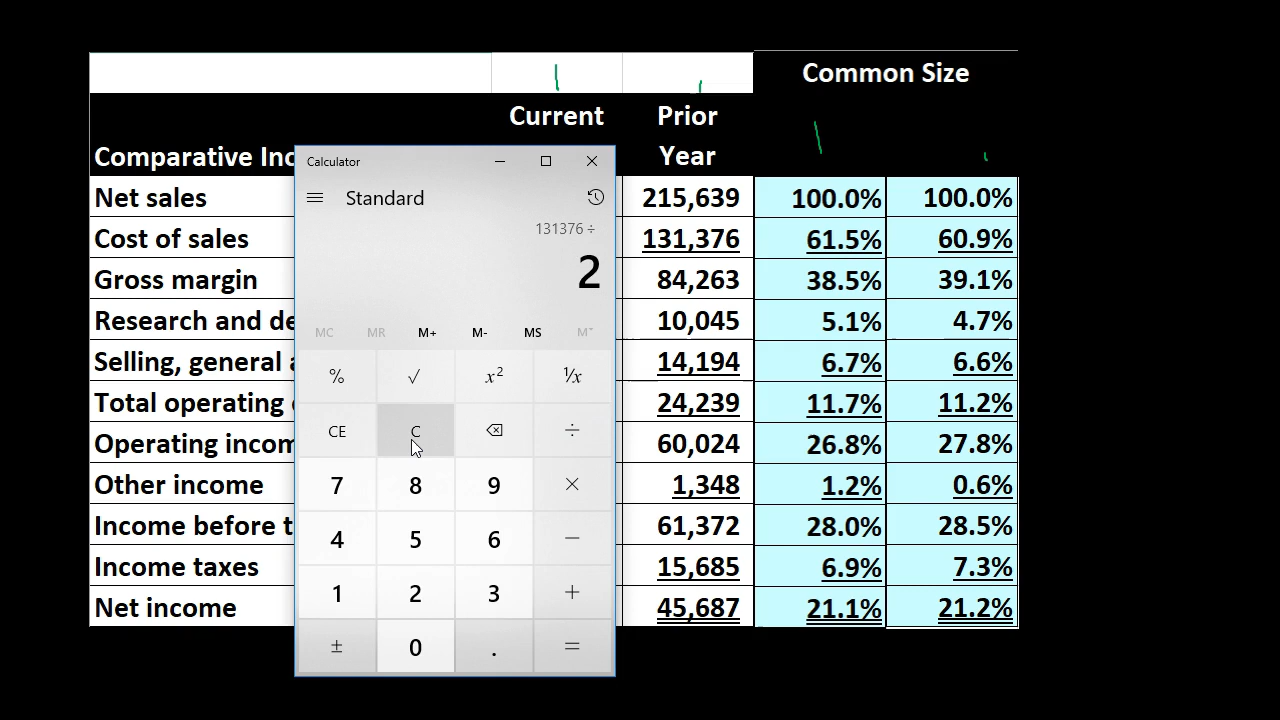 Common Size
Current Prior
Comparative Inc Year
Net sales 215,639 100.0% 100.0%
Cost of sales 131,376 61.5% 60.9%
Gross margin 84,263 38.5% 39.1%
Research and de 10,045 5.1% 4.7%
Selling, general a 14,194 6.7% 6.6%
Total operating 24,239 11.7% 11.2%
Operating incom 60,024 26.8% 27.8%
Other income 1,348 1.2% 0.6%
Income before t 61,372 28.0% 28.5%
Income taxes 15,685 6.9% 7.3%
Net income 45,687 21.1% 21.2%
Calculator
Standard
131376 ÷
2
MC MR M+ M- MS M˅
% √ x² ¹/x
CE C ÷
7 8 9 ×
4 5 6 −
1 2 3 +
± 0 . =